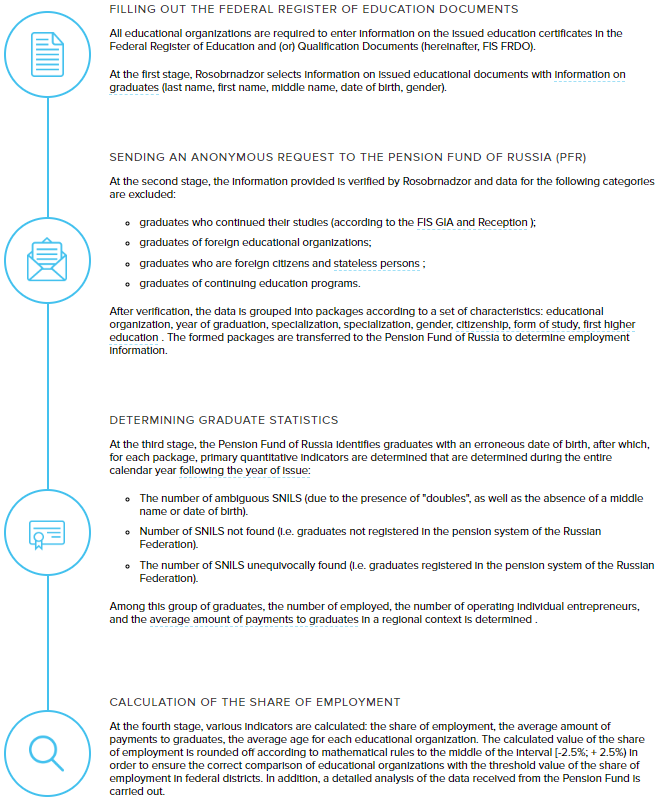 FILLING OUT THE FEDERAL REGISTER OF EDUCATION DOCUMENTS
All educational organizations are required to enter information on the issued education certificates in the
Federal Register of Education and (or) Qualification Documents (hereinafter, FIS FRDO).
At the first stage, Rosobrnadzor selects information on issued educational documents with information on
graduates (last name, first name, middle name, date of birth, gender).
SENDING AN ANONYMOUS REQUEST TO THE PENSION FUND OF RUSSIA (PFR)
At the second stage, the information provided is verified by Rosobrnadzor and data for the following categories
are excluded:
graduates who continued their studies (according to the FIS GIA and Reception );
graduates of foreign educational organizations;
graduates who are foreign citizens and stateless persons ;
graduates of continuing education programs.
After verification, the data is grouped into packages according to a set of characteristics: educational
organization, year of graduation, specialization, specialization, gender, citizenship, form of study, first higher
education . The formed packages are transferred to the Pension Fund of Russia to determine employment
information.
DETERMINING GRADUATE STATISTICS
At the third stage, the Pension Fund of Russia identifies graduates with an erroneous date of birth, after which,
for each package, primary quantitative indicators are determined that are determined during the entire
calendar year following the year of issue:
The number of ambiguous SNILS (due to the presence of "doubles", as well as the absence of a middle
name or date of birth).
Number of SNILS not found (i.e. graduates not registered in the pension system of the Russian
Federation).
The number of SNILS unequivocally found (i.e. graduates registered in the pension system of the Russian
Federation).
Among this group of graduates, the number of employed, the number of operating individual entrepreneurs,
and the average amount of payments to graduates in a regional context is determined .
CALCULATION OF THE SHARE OF EMPLOYMENT
At the fourth stage, various indicators are calculated: the share of employment, the average amount of
payments to graduates, the average age for each educational organization. The calculated value of the share
of employment is rounded off according to mathematical rules to the middle of the interval [-2.5%; + 2.5%) in
order to ensure the correct comparison of educational organizations with the threshold value of the share of
employment in federal districts. In addition, a detailed analysis of the data received from the Pension Fund is
carried out.